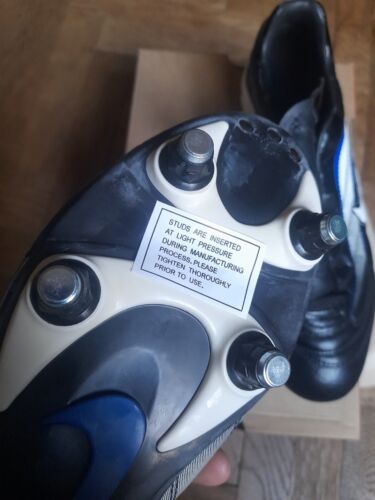 STUDS ARE INSERTED
AT LIGHT PRESSURE
DURING MANUFACTURING
PROCESS. PLEASE
TIGHTEN THOROUGHLY
PRIOR TO USE.